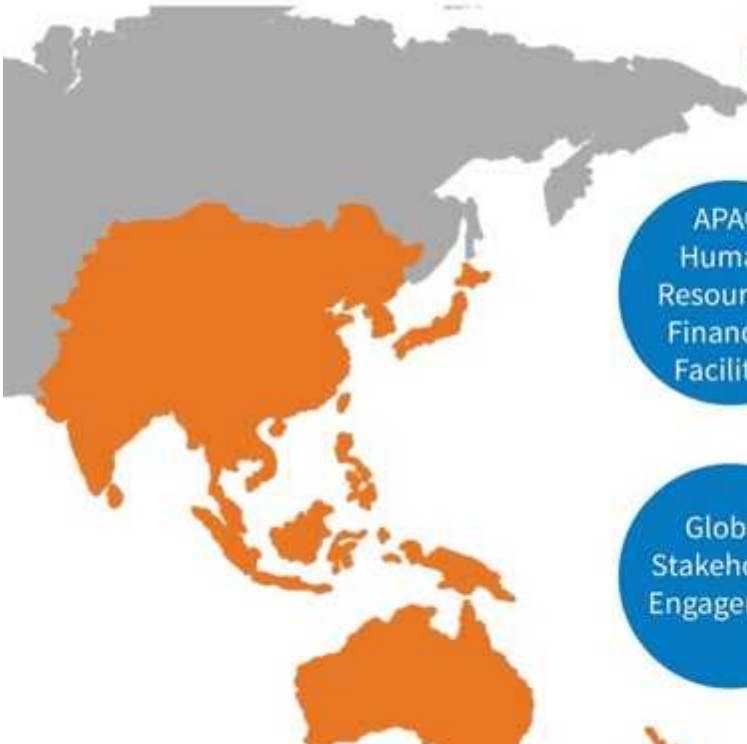 APAC
Huma
Resour
Financ
Facilit
Glob
Stakeho
Engage